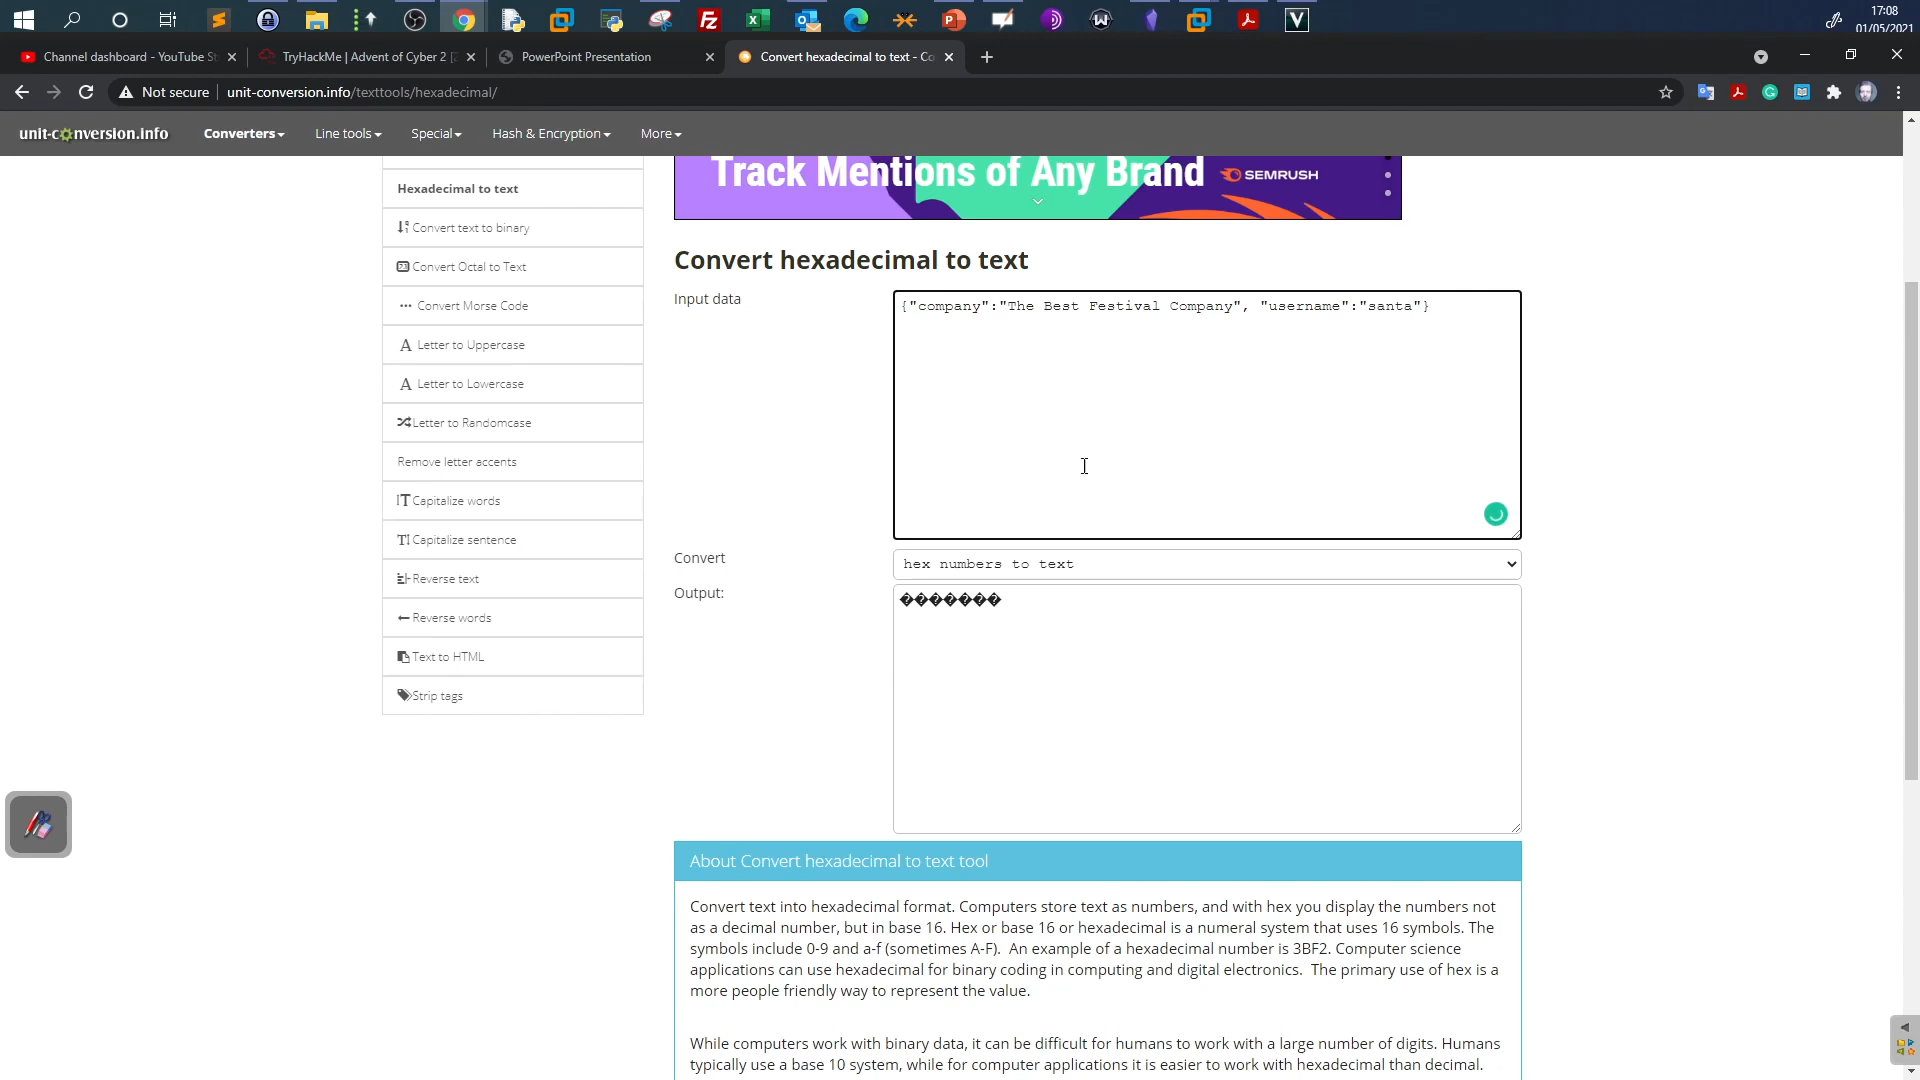 17:08
01/05/2021
Channel dashboard - YouTube St
TryHackMe | Advent of Cyber 2 [
PowerPoint Presentation
Convert hexadecimal to text - Co
Not secure
unit-conversion.info/texttools/hexadecimal/
unit-conversion.info
Converters
Line tools
Special
Hash & Encryption
More
Track Mentions of Any Brand
SEMRUSH
Hexadecimal to text
Convert text to binary
Convert Octal to Text
Convert Morse Code
A Letter to Uppercase
A Letter to Lowercase
Letter to Randomcase
Remove letter accents
Capitalize words
Capitalize sentence
Reverse text
Reverse words
Text to HTML
Strip tags
Convert hexadecimal to text
Input data
{"company":"The Best Festival Company", "username":"santa"}
Convert
hex numbers to text
Output:
�������
About Convert hexadecimal to text tool
Convert text into hexadecimal format. Computers store text as numbers, and with hex you display the numbers not
as a decimal number, but in base 16. Hex or base 16 or hexadecimal is a numeral system that uses 16 symbols. The
symbols include 0-9 and a-f (sometimes A-F). An example of a hexadecimal number is 3BF2. Computer science
applications can use hexadecimal for binary coding in computing and digital electronics. The primary use of hex is a
more people friendly way to represent the value.
While computers work with binary data, it can be difficult for humans to work with a large number of digits. Humans
typically use a base 10 system, while for computer applications it is easier to work with hexadecimal than decimal.